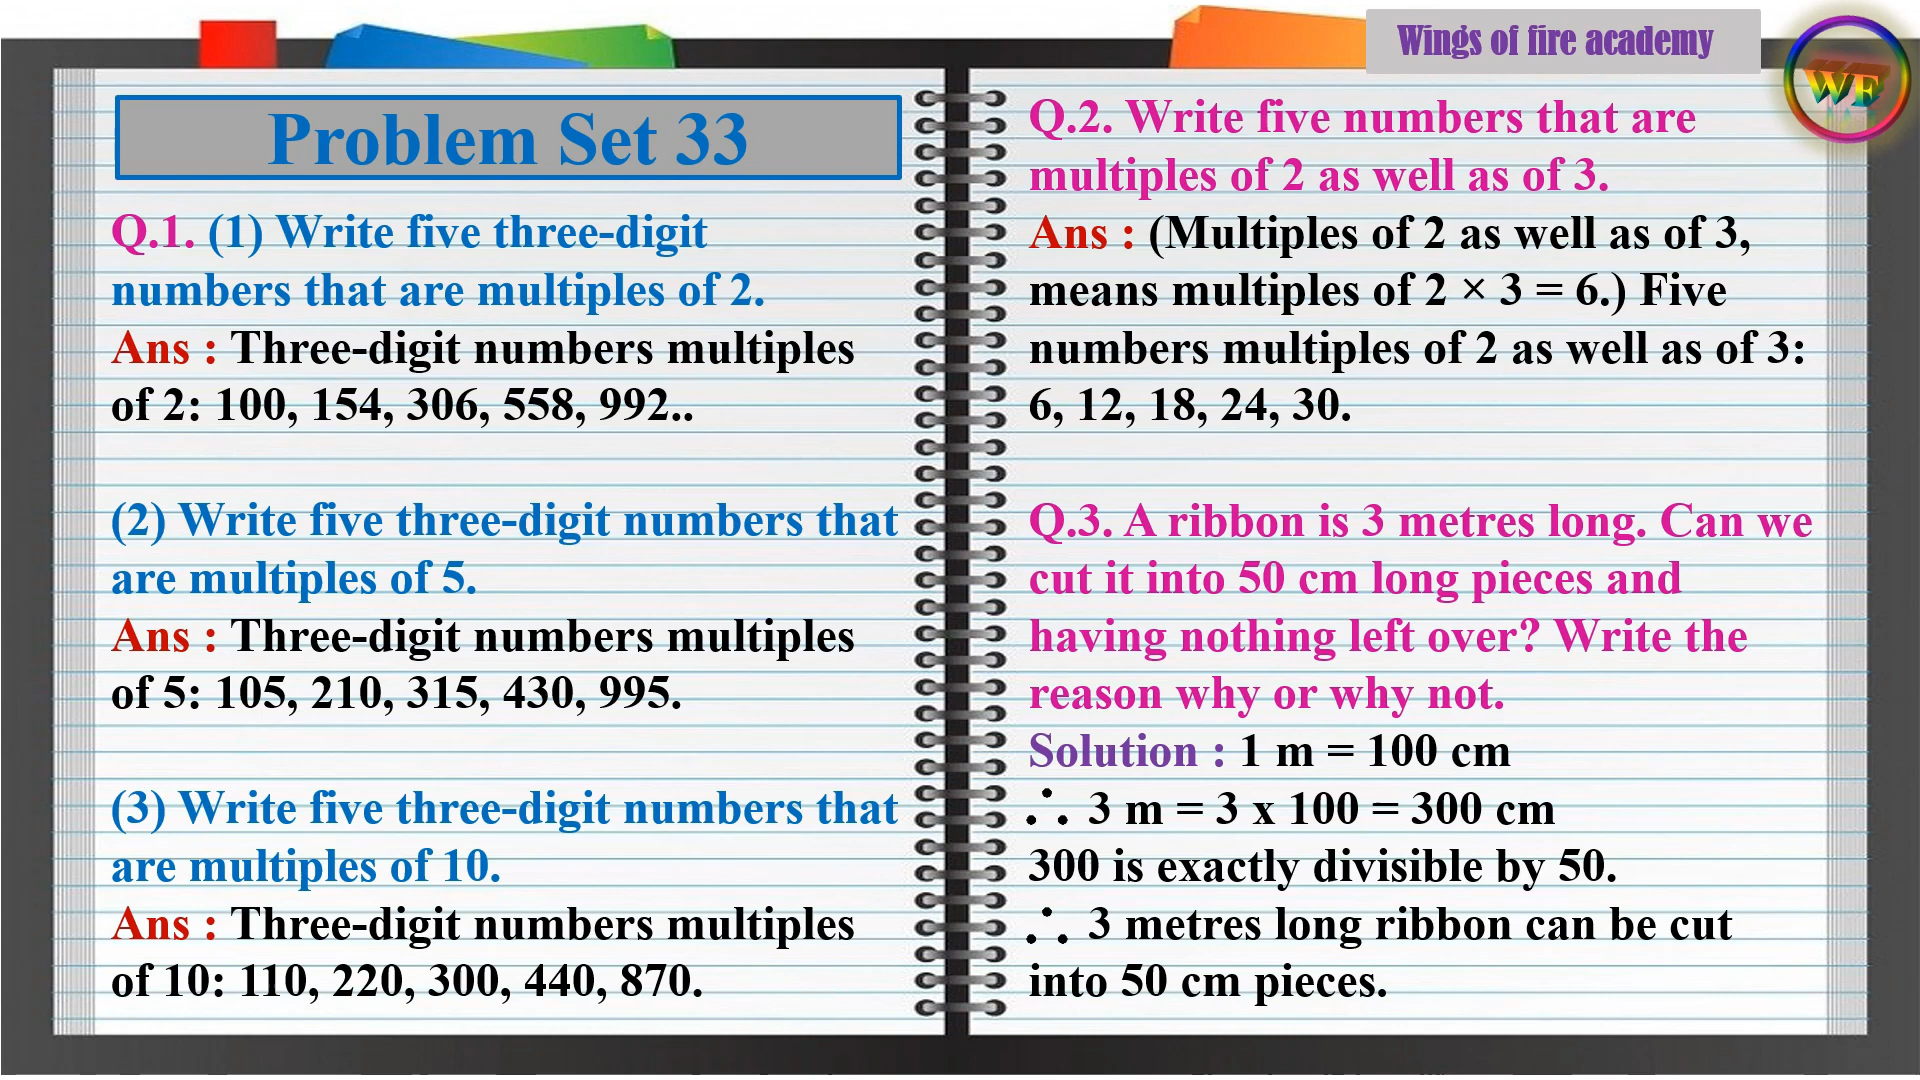 Wings of fire academy
WF
Problem Set 33
Q.1. (1) Write five three-digit
numbers that are multiples of 2.
Ans : Three-digit numbers multiples
of 2: 100, 154, 306, 558, 992..
(2) Write five three-digit numbers that
are multiples of 5.
Ans : Three-digit numbers multiples
of 5: 105, 210, 315, 430, 995.
(3) Write five three-digit numbers that
are multiples of 10.
Ans : Three-digit numbers multiples
of 10: 110, 220, 300, 440, 870.
Q.2. Write five numbers that are
multiples of 2 as well as of 3.
Ans : (Multiples of 2 as well as of 3,
means multiples of 2 × 3 = 6.) Five
numbers multiples of 2 as well as of 3:
6, 12, 18, 24, 30.
Q.3. A ribbon is 3 metres long. Can we
cut it into 50 cm long pieces and
having nothing left over? Write the
reason why or why not.
Solution : 1 m = 100 cm
∴ 3 m = 3 x 100 = 300 cm
300 is exactly divisible by 50.
∴ 3 metres long ribbon can be cut
into 50 cm pieces.